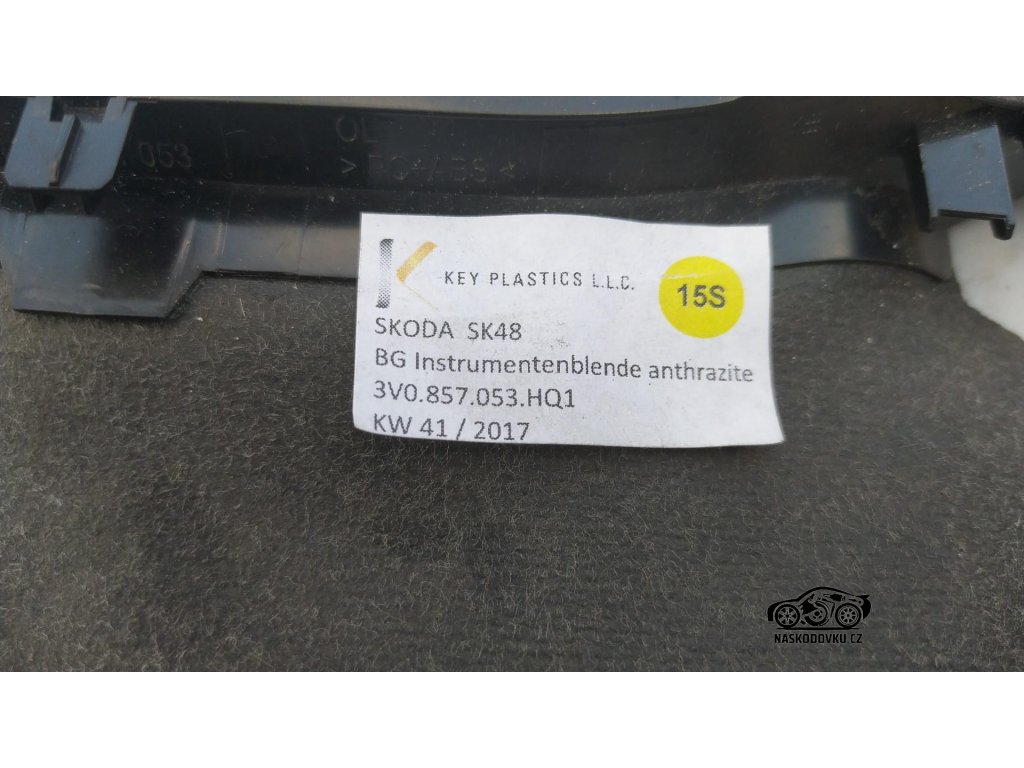 053
KEY PLASTICS L.L.C.
15S
SKODA SK48
BG Instrumentenblende anthrazite
3V0.857.053.HQ1
KW 41 / 2017
NASKODOVKU.CZ